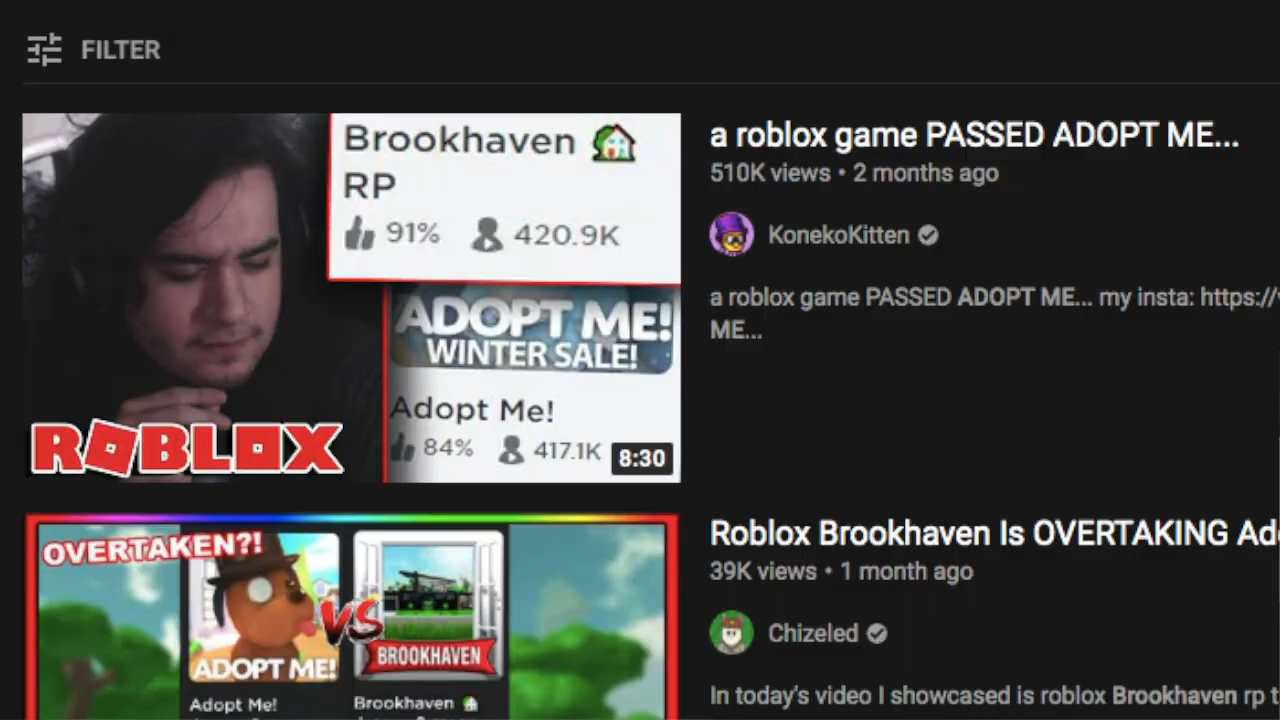 FILTER
Brookhaven
RP
91% 420.9K
ADOPT ME!
WINTER SALE!
Adopt Me!
84% 417.1K
8:30
ROBLOX
a roblox game PASSED ADOPT ME...
510K views • 2 months ago
KonekoKitten
a roblox game PASSED ADOPT ME... my insta: https://
ME...
OVERTAKEN?!
VS
ADOPT ME!
BROOKHAVEN
Adopt Me!
Brookhaven
Roblox Brookhaven Is OVERTAKING Ado
39K views • 1 month ago
Chizeled
In today's video I showcased is roblox Brookhaven rp t